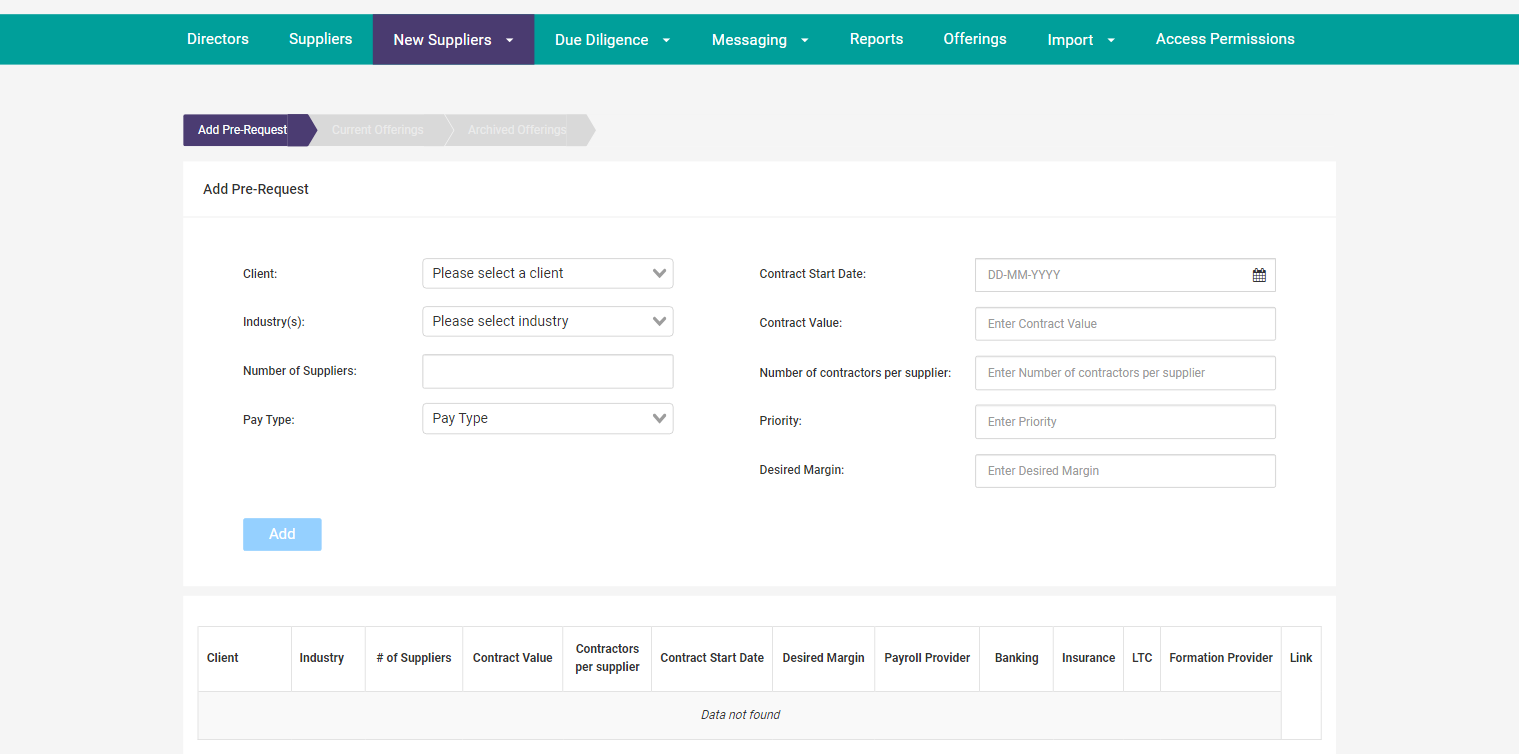 Directors Suppliers New Suppliers Due Diligence Messaging Reports Offerings Import Access Permissions
Add Pre-Request Current Offerings Archived Offerings
Add Pre-Request
Client: Please select a client
Industry(s): Please select industry
Number of Suppliers:
Pay Type: Pay Type
Contract Start Date: DD-MM-YYYY
Contract Value: Enter Contract Value
Number of contractors per supplier: Enter Number of contractors per supplier
Priority: Enter Priority
Desired Margin: Enter Desired Margin
Add
Client Industry # of Suppliers Contract Value Contractors per supplier Contract Start Date Desired Margin Payroll Provider Banking Insurance LTC Formation Provider Link
Data not found